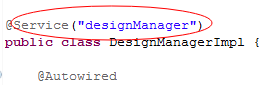 @Service("designManager")
public class DesignManagerImpl {
@Autowired